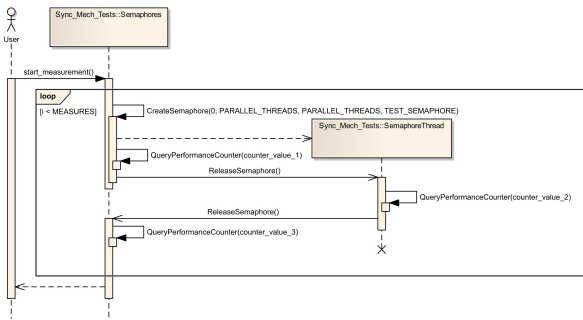 Sync_Mech_Tests::Semaphores
User
start_measurement()
loop
[i < MEASURES]
CreateSemaphore(0, PARALLEL_THREADS, PARALLEL_THREADS, TEST_SEMAPHORE)
Sync_Mech_Tests::SemaphoreThread
QueryPerformanceCounter(counter_value_1)
ReleaseSemaphore()
QueryPerformanceCounter(counter_value_2)
ReleaseSemaphore()
QueryPerformanceCounter(counter_value_3)